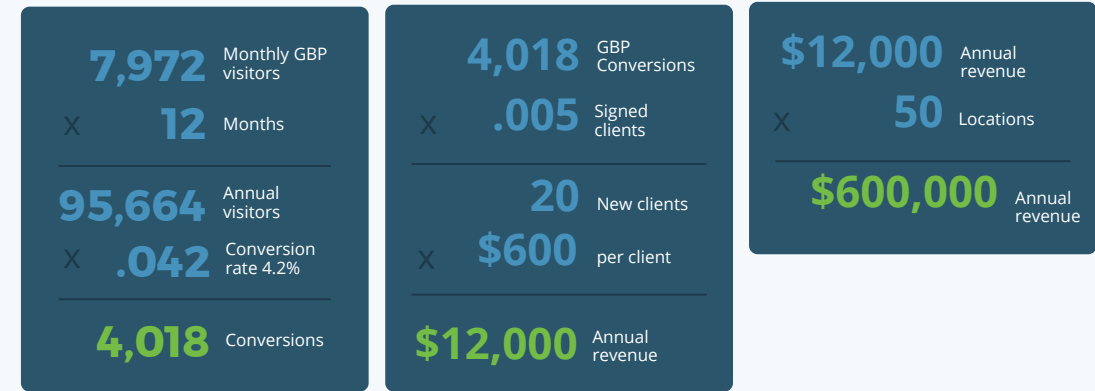 7,972 Monthly GBP
visitors
x 12 Months
95,664 Annual
visitors
x .042 Conversion
rate 4.2%
4,018 Conversions
4,018 GBP
Conversions
x .005 Signed
clients
20 New clients
x $600 per client
$12,000 Annual
revenue
$12,000 Annual
revenue
x 50 Locations
$600,000 Annual
revenue